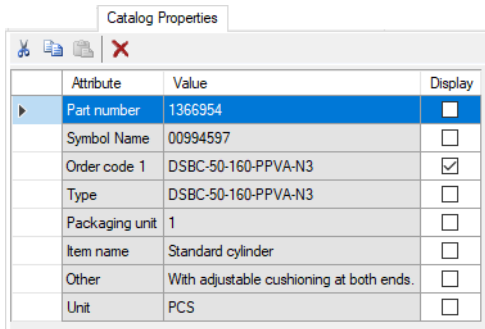 Catalog Properties
Attribute Value Display
Part number 1366954
Symbol Name 00994597
Order code 1 DSBC-50-160-PPVA-N3
Type DSBC-50-160-PPVA-N3
Packaging unit 1
Item name Standard cylinder
Other With adjustable cushioning at both ends.
Unit PCS